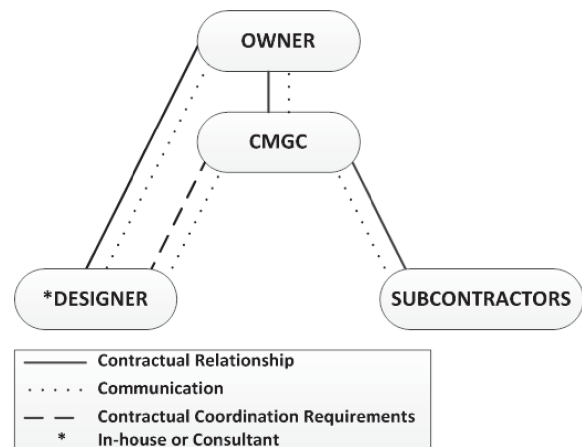 OWNER
CMGC
*DESIGNER
SUBCONTRACTORS
Contractual Relationship
Communication
Contractual Coordination Requirements
* In-house or Consultant